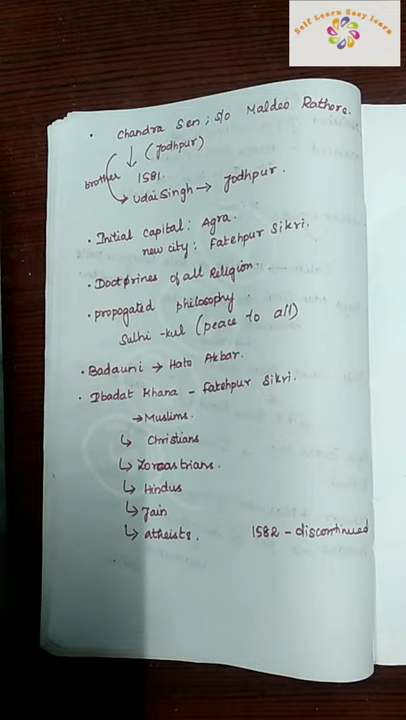 Self Learn Easy learn
• Chandra Sen ; S/o Maldeo Rathore.
↓ (Jodhpur)
brother 1581.
→ Udai Singh → Jodhpur.
• Initial capital : Agra.
new city : Fatehpur Sikri.
• Doctprines of all Religion.
• propogated philosophy
Sulhi - kul (peace to all)
• Badauni → Hate Akbar.
• Ibadat Khana - Fatehpur Sikri.
→ Muslims.
↳ Christians
↳ Zoroastrians.
↳ Hindus
↳ Jain
↳ atheists. 1582 - discontinued